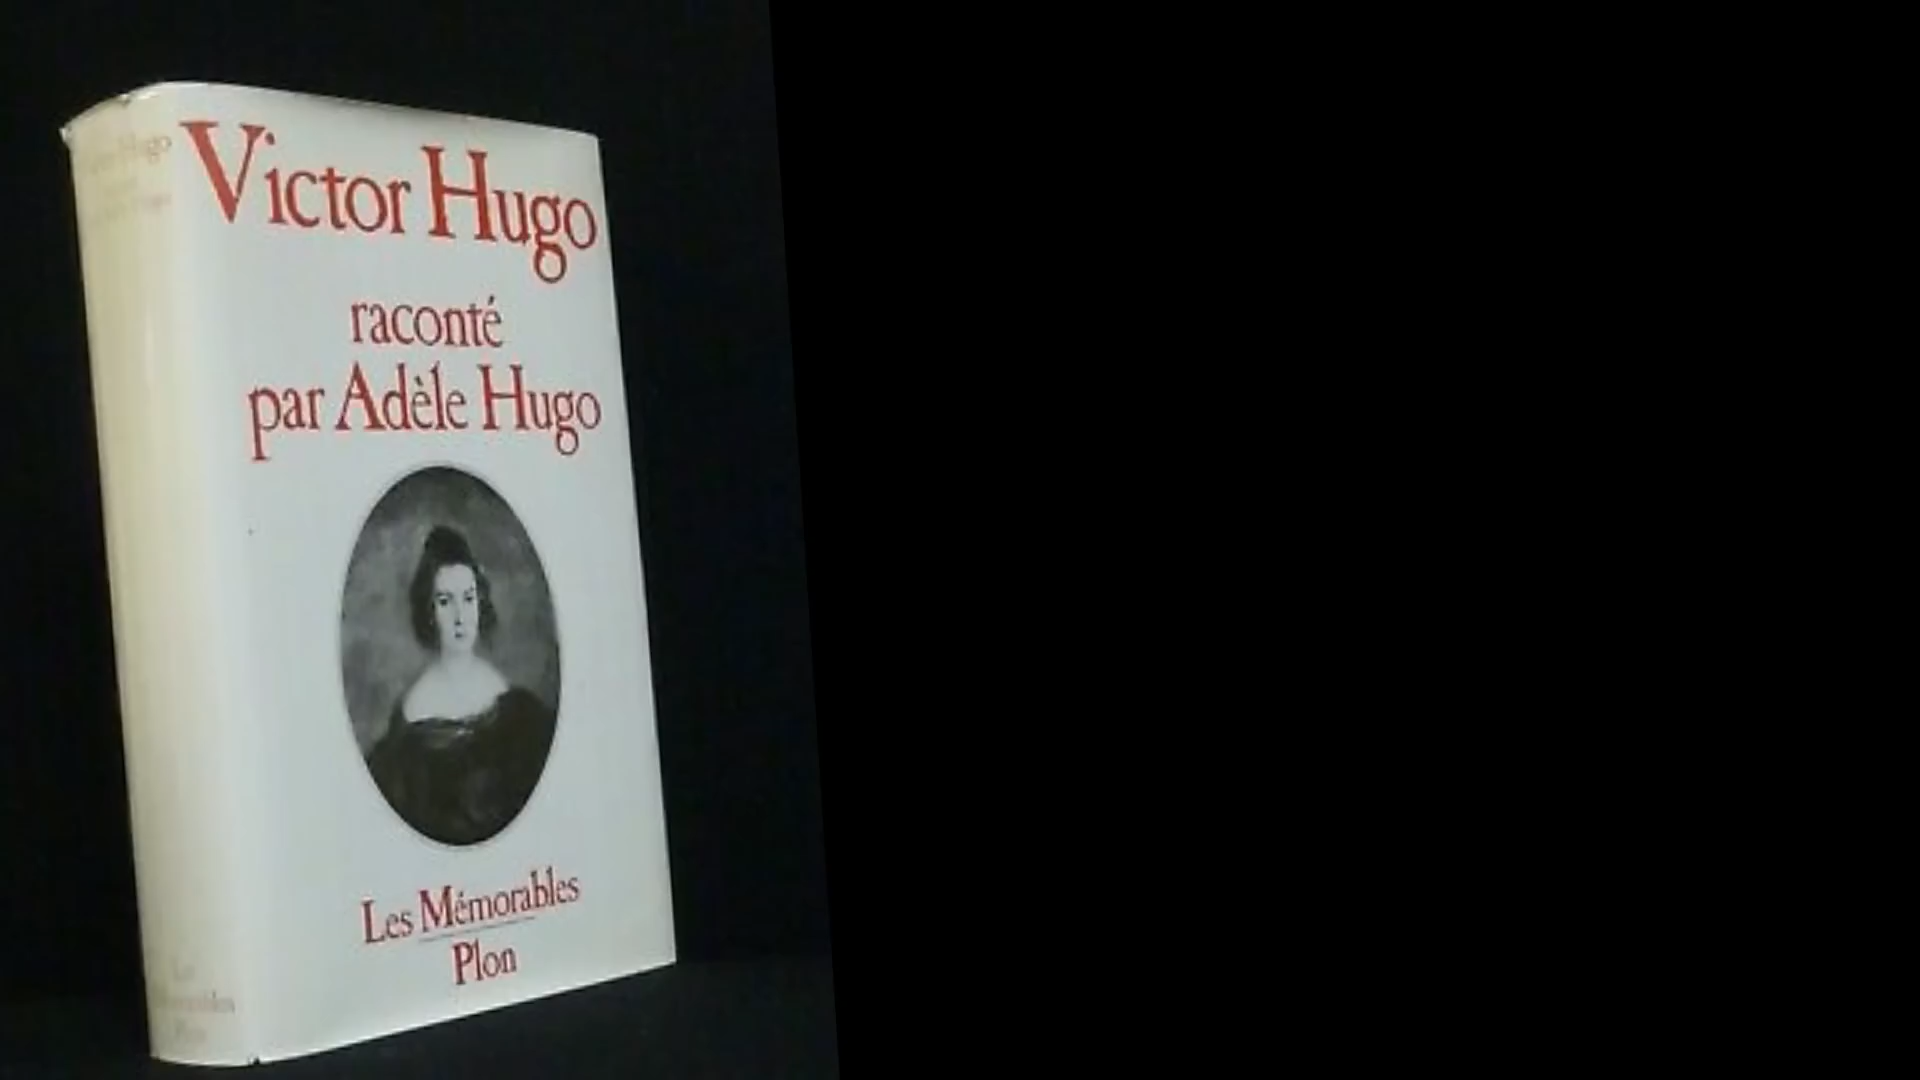 Victor Hugo
raconté
par Adèle Hugo
Les Mémorables
Plon